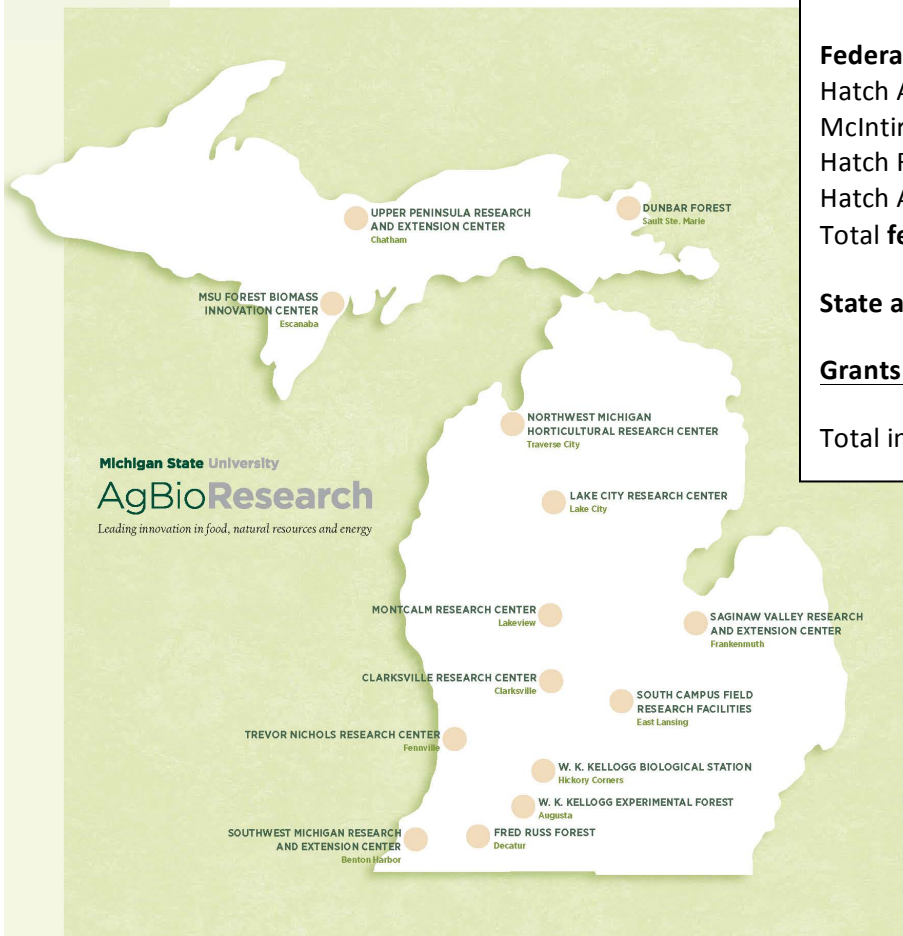 Federa
Hatch A
McIntir
Hatch F
Hatch A
Total fe
State a
Grants
Total in
UPPER PENINSULA RESEARCH
AND EXTENSION CENTER
Chatham
DUNBAR FOREST
Sault Ste. Marie
MSU FOREST BIOMASS
INNOVATION CENTER
Escanaba
NORTHWEST MICHIGAN
HORTICULTURAL RESEARCH CENTER
Traverse City
Michigan State University
AgBioResearch
Leading innovation in food, natural resources and energy
LAKE CITY RESEARCH CENTER
Lake City
MONTCALM RESEARCH CENTER
Lakeview
SAGINAW VALLEY RESEARCH
AND EXTENSION CENTER
Frankenmuth
CLARKSVILLE RESEARCH CENTER
Clarksville
SOUTH CAMPUS FIELD
RESEARCH FACILITIES
East Lansing
TREVOR NICHOLS RESEARCH CENTER
Fennville
W. K. KELLOGG BIOLOGICAL STATION
Hickory Corners
W. K. KELLOGG EXPERIMENTAL FOREST
Augusta
SOUTHWEST MICHIGAN RESEARCH
AND EXTENSION CENTER
Benton Harbor
FRED RUSS FOREST
Decatur